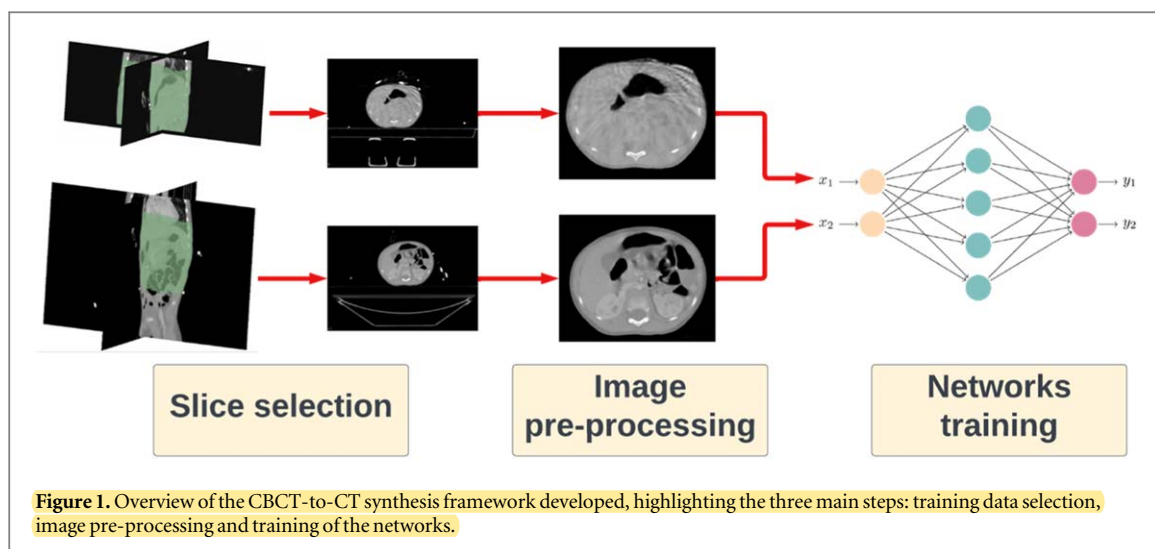 x₁
y₁
x₂
y₂
Slice selection
Image
pre-processing
Networks
training
Figure 1. Overview of the CBCT-to-CT synthesis framework developed, highlighting the three main steps: training data selection,
image pre-processing and training of the networks.